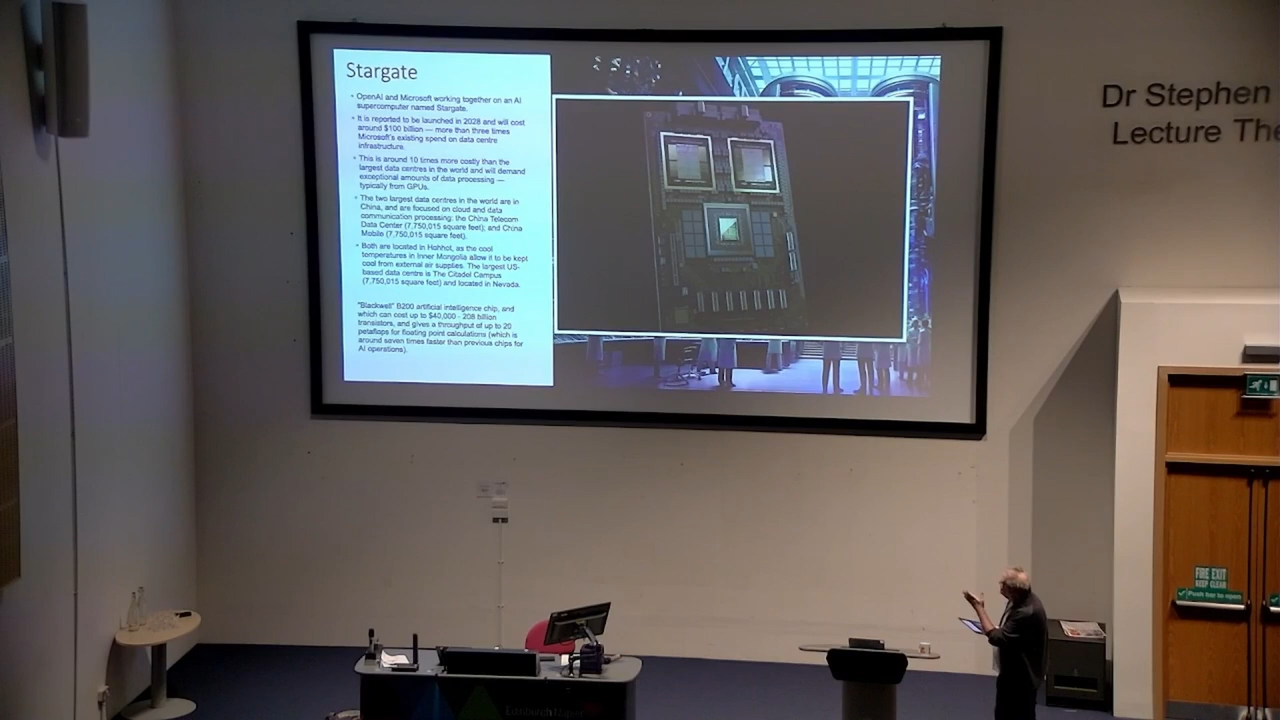 Stargate
• OpenAI and Microsoft working together on an AI
supercomputer named Stargate.
• It is reported to be launched in 2028 and will cost
around $100 billion — more than three times
Microsoft's existing spend on data centre
infrastructure.
• This is around 10 times more costly than the
largest data centres in the world and will demand
exceptional amounts of data processing —
typically from GPUs.
• The two largest data centres in the world are in
China, and are focused on cloud and data
communication processing: the China Telecom
Data Center (7,750,015 square feet); and China
Mobile (7,750,015 square feet).
• Both are located in Hohhot, as the cool
temperatures in Inner Mongolia allow it to be kept
cool from external air supplies. The largest US-
based data centre is The Citadel Campus
(7,750,015 square feet) and located in Nevada.
"Blackwell" B200 artificial intelligence chip, and
which can cost up to $40,000 - 208 billion
transistors, and gives a throughput of up to 20
petaflops for floating point calculations (which is
around seven times faster than previous chips for
AI operations).
Dr Stephen
Lecture The
FIRE EXIT
KEEP CLEAR
Push bar to open